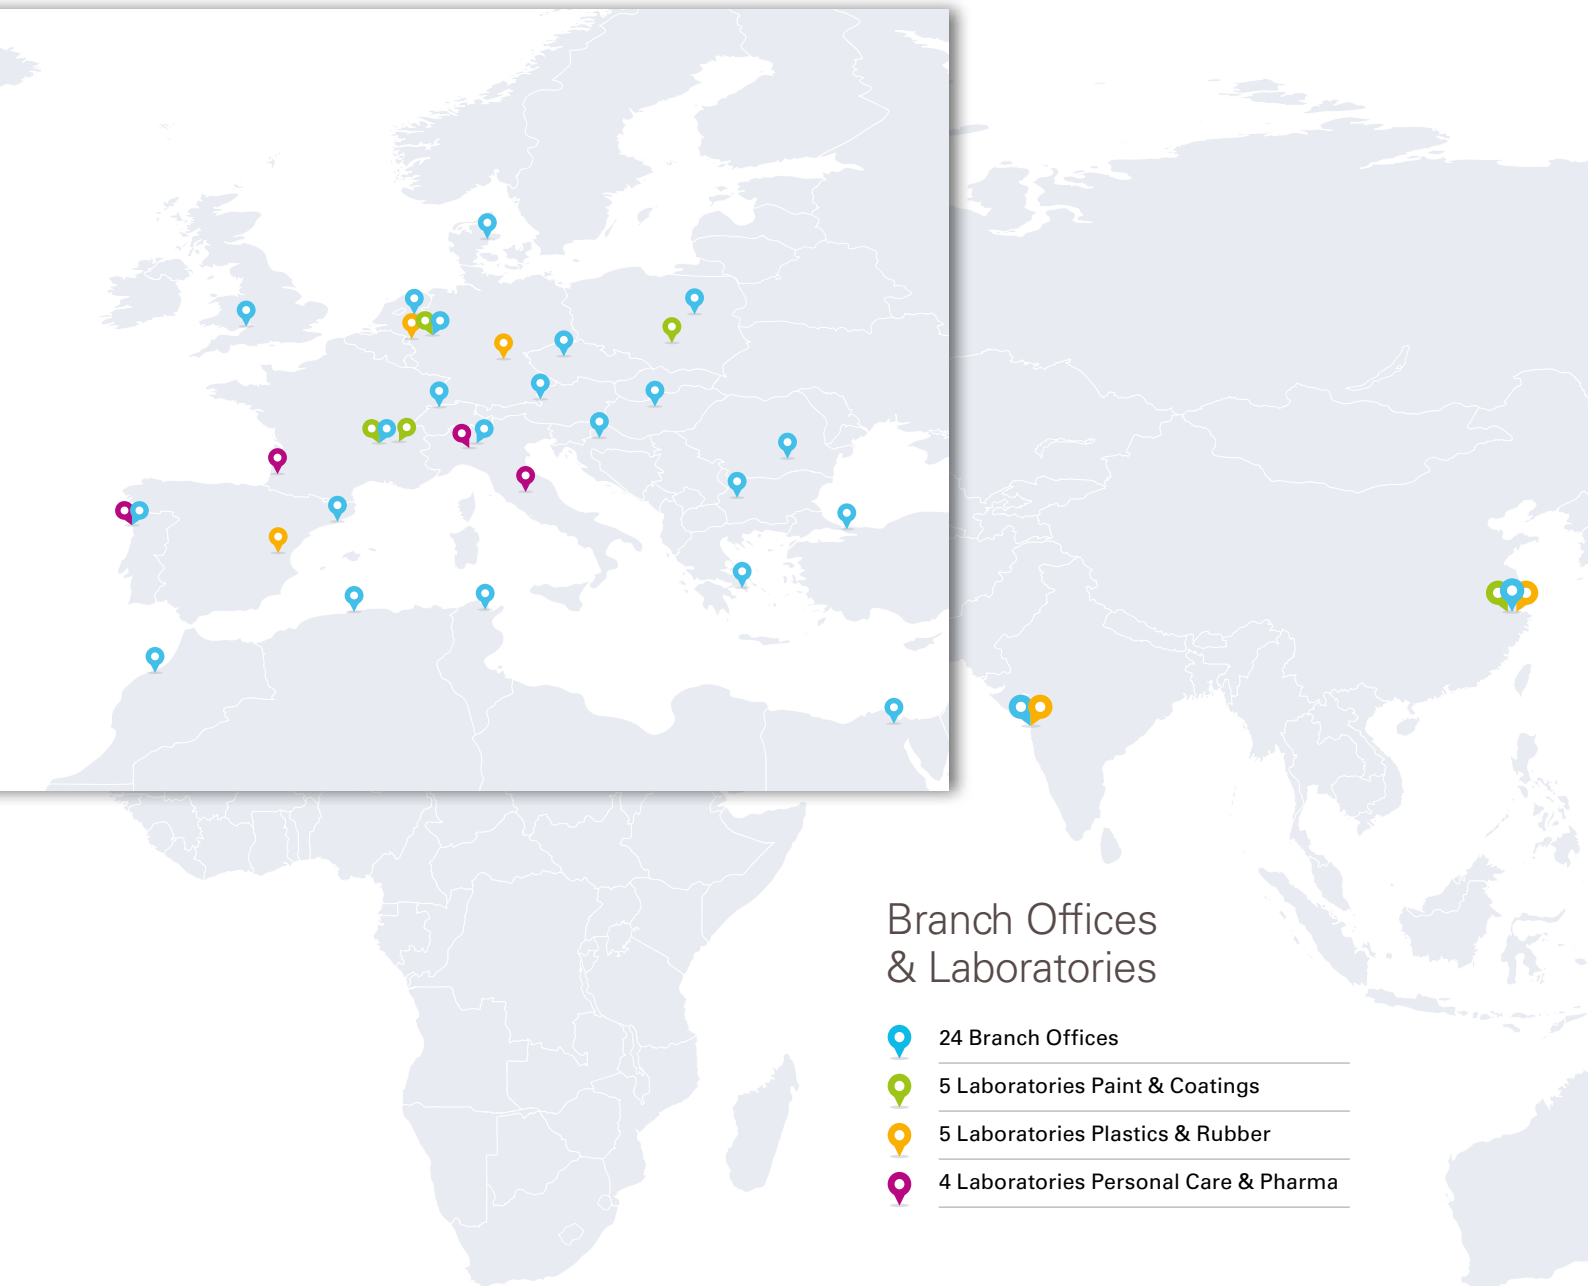 Branch Offices
& Laboratories
24 Branch Offices
5 Laboratories Paint & Coatings
5 Laboratories Plastics & Rubber
4 Laboratories Personal Care & Pharma